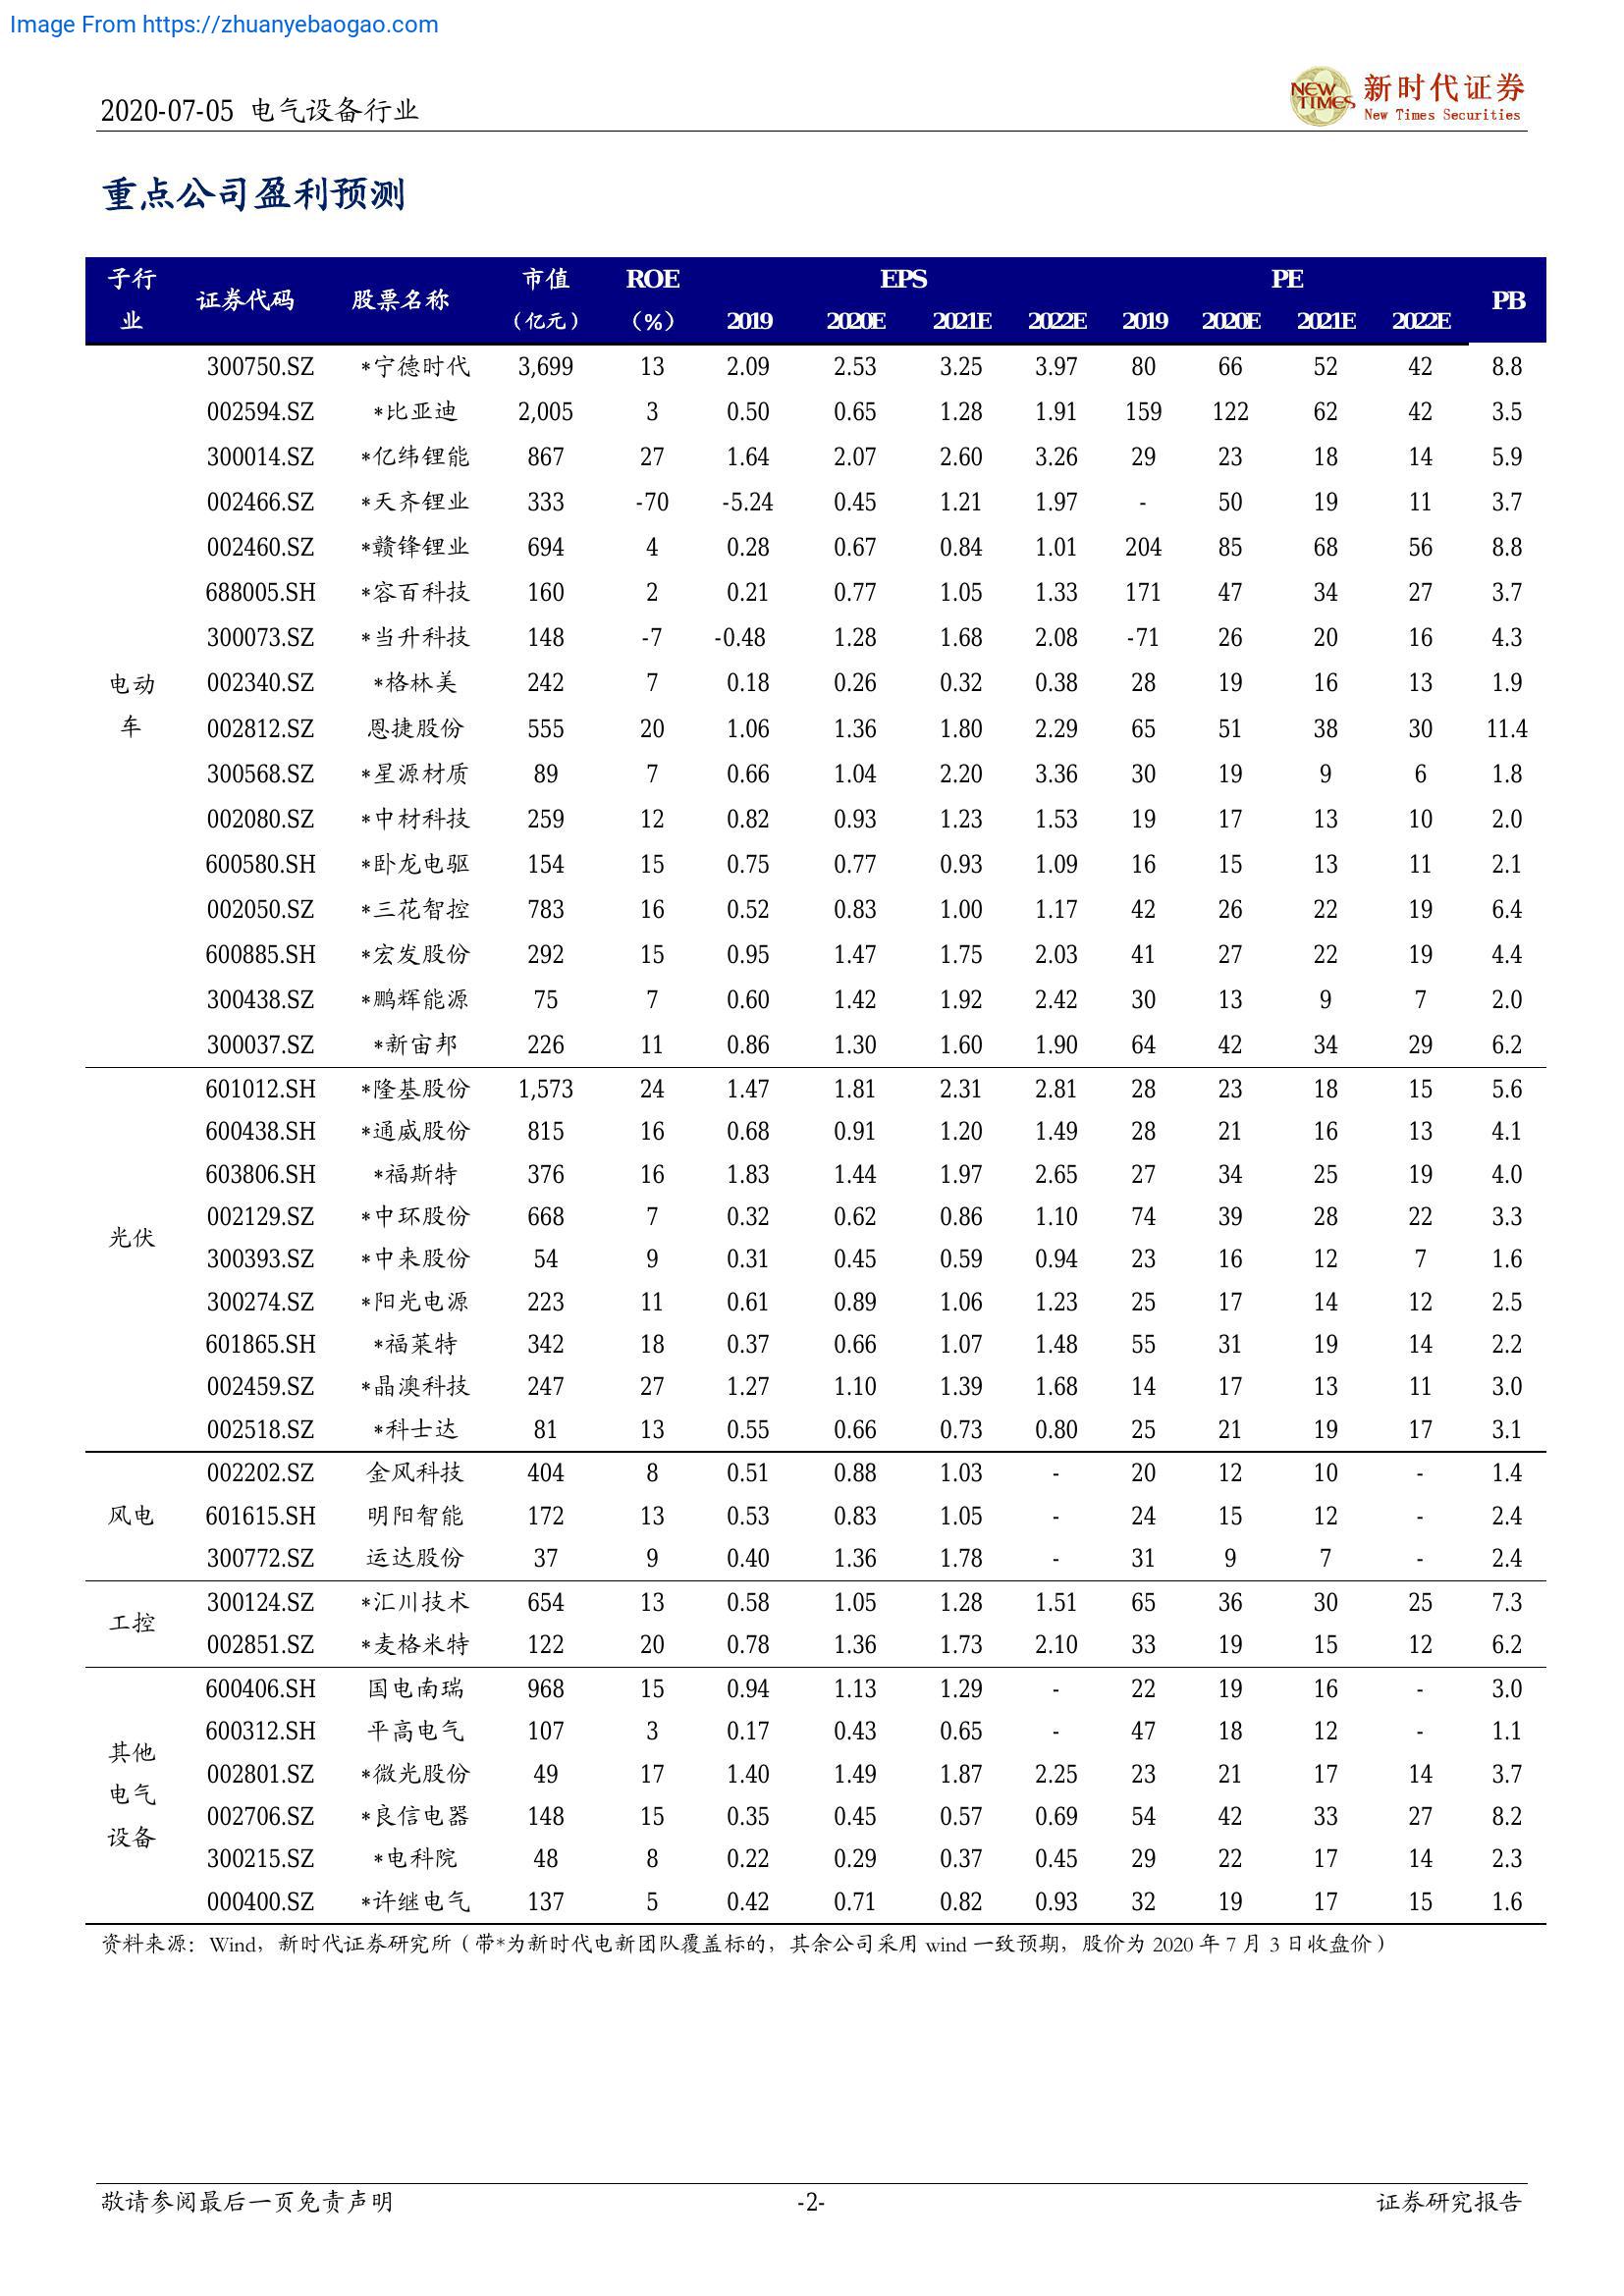 Image From https://zhuanyebaogao.com
2020-07-05 电气设备行业
NEW TIMES 新时代证券
New Times Securities
重点公司盈利预测
子行业 证券代码 股票名称 市值（亿元） ROE（%） EPS PE PB
2019 2020E 2021E 2022E 2019 2020E 2021E 2022E
电动车
300750.SZ *宁德时代 3,699 13 2.09 2.53 3.25 3.97 80 66 52 42 8.8
002594.SZ *比亚迪 2,005 3 0.50 0.65 1.28 1.91 159 122 62 42 3.5
300014.SZ *亿纬锂能 867 27 1.64 2.07 2.60 3.26 29 23 18 14 5.9
002466.SZ *天齐锂业 333 -70 -5.24 0.45 1.21 1.97 - 50 19 11 3.7
002460.SZ *赣锋锂业 694 4 0.28 0.67 0.84 1.01 204 85 68 56 8.8
688005.SH *容百科技 160 2 0.21 0.77 1.05 1.33 171 47 34 27 3.7
300073.SZ *当升科技 148 -7 -0.48 1.28 1.68 2.08 -71 26 20 16 4.3
002340.SZ *格林美 242 7 0.18 0.26 0.32 0.38 28 19 16 13 1.9
002812.SZ 恩捷股份 555 20 1.06 1.36 1.80 2.29 65 51 38 30 11.4
300568.SZ *星源材质 89 7 0.66 1.04 2.20 3.36 30 19 9 6 1.8
002080.SZ *中材科技 259 12 0.82 0.93 1.23 1.53 19 17 13 10 2.0
600580.SH *卧龙电驱 154 15 0.75 0.77 0.93 1.09 16 15 13 11 2.1
002050.SZ *三花智控 783 16 0.52 0.83 1.00 1.17 42 26 22 19 6.4
600885.SH *宏发股份 292 15 0.95 1.47 1.75 2.03 41 27 22 19 4.4
300438.SZ *鹏辉能源 75 7 0.60 1.42 1.92 2.42 30 13 9 7 2.0
300037.SZ *新宙邦 226 11 0.86 1.30 1.60 1.90 64 42 34 29 6.2
光伏
601012.SH *隆基股份 1,573 24 1.47 1.81 2.31 2.81 28 23 18 15 5.6
600438.SH *通威股份 815 16 0.68 0.91 1.20 1.49 28 21 16 13 4.1
603806.SH *福斯特 376 16 1.83 1.44 1.97 2.65 27 34 25 19 4.0
002129.SZ *中环股份 668 7 0.32 0.62 0.86 1.10 74 39 28 22 3.3
300393.SZ *中来股份 54 9 0.31 0.45 0.59 0.94 23 16 12 7 1.6
300274.SZ *阳光电源 223 11 0.61 0.89 1.06 1.23 25 17 14 12 2.5
601865.SH *福莱特 342 18 0.37 0.66 1.07 1.48 55 31 19 14 2.2
002459.SZ *晶澳科技 247 27 1.27 1.10 1.39 1.68 14 17 13 11 3.0
002518.SZ *科士达 81 13 0.55 0.66 0.73 0.80 25 21 19 17 3.1
风电
002202.SZ 金风科技 404 8 0.51 0.88 1.03 - 20 12 10 - 1.4
601615.SH 明阳智能 172 13 0.53 0.83 1.05 - 24 15 12 - 2.4
300772.SZ 运达股份 37 9 0.40 1.36 1.78 - 31 9 7 - 2.4
工控
300124.SZ *汇川技术 654 13 0.58 1.05 1.28 1.51 65 36 30 25 7.3
002851.SZ *麦格米特 122 20 0.78 1.36 1.73 2.10 33 19 15 12 6.2
其他电气设备
600406.SH 国电南瑞 968 15 0.94 1.13 1.29 - 22 19 16 - 3.0
600312.SH 平高电气 107 3 0.17 0.43 0.65 - 47 18 12 - 1.1
002801.SZ *微光股份 49 17 1.40 1.49 1.87 2.25 23 21 17 14 3.7
002706.SZ *良信电器 148 15 0.35 0.45 0.57 0.69 54 42 33 27 8.2
300215.SZ *电科院 48 8 0.22 0.29 0.37 0.45 29 22 17 14 2.3
000400.SZ *许继电气 137 5 0.42 0.71 0.82 0.93 32 19 17 15 1.6
资料来源：Wind，新时代证券研究所（带*为新时代电新团队覆盖标的，其余公司采用 wind 一致预期，股价为 2020 年 7 月 3 日收盘价）
敬请参阅最后一页免责声明 -2- 证券研究报告